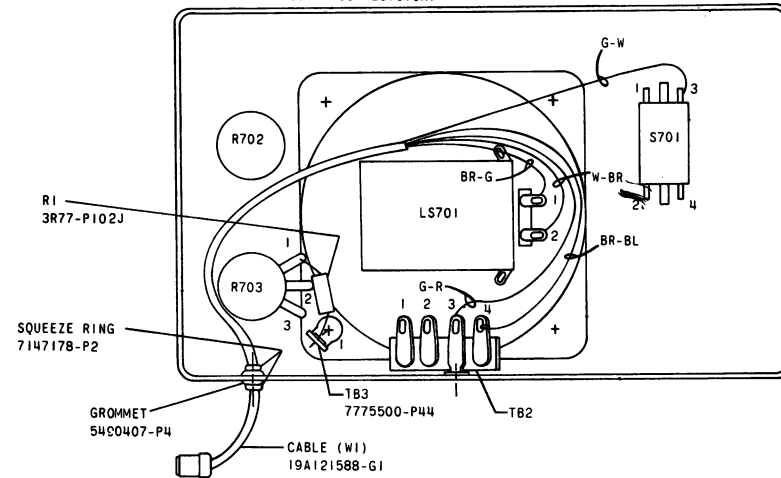 G-W
1
3
S701
2
4
R702
BR-G
W-BR
R1
3R77-P102J
LS701
1
2
BR-BL
1
R703
2
3
G-R
1
2
3
4
1
SQUEEZE RING
7147178-P2
TB3
7775500-P44
TB2
GROMMET
5490407-P4
CABLE (W1)
19A121588-G1